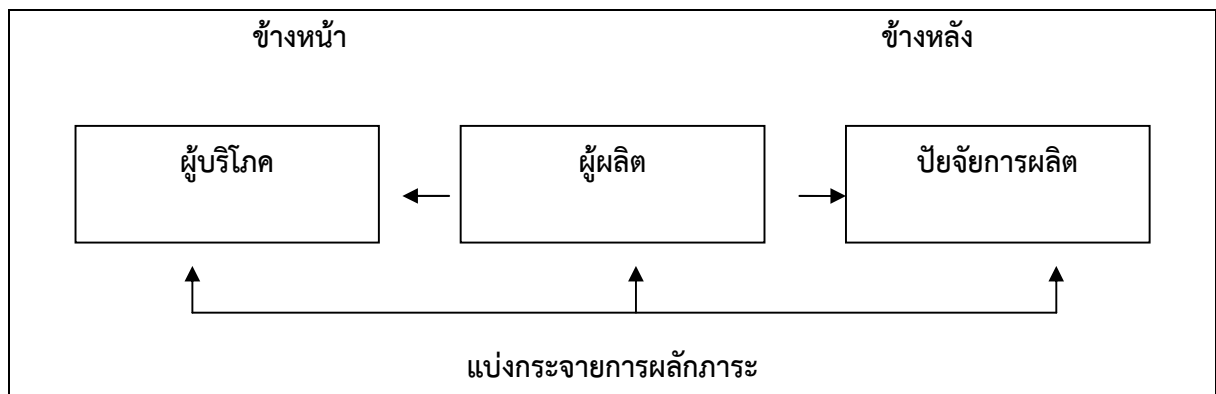 ข้างหน้า ข้างหลัง
ผู้บริโภค ผู้ผลิต ปัยจัยการผลิต
แบ่งกระจายการผลักภาระ